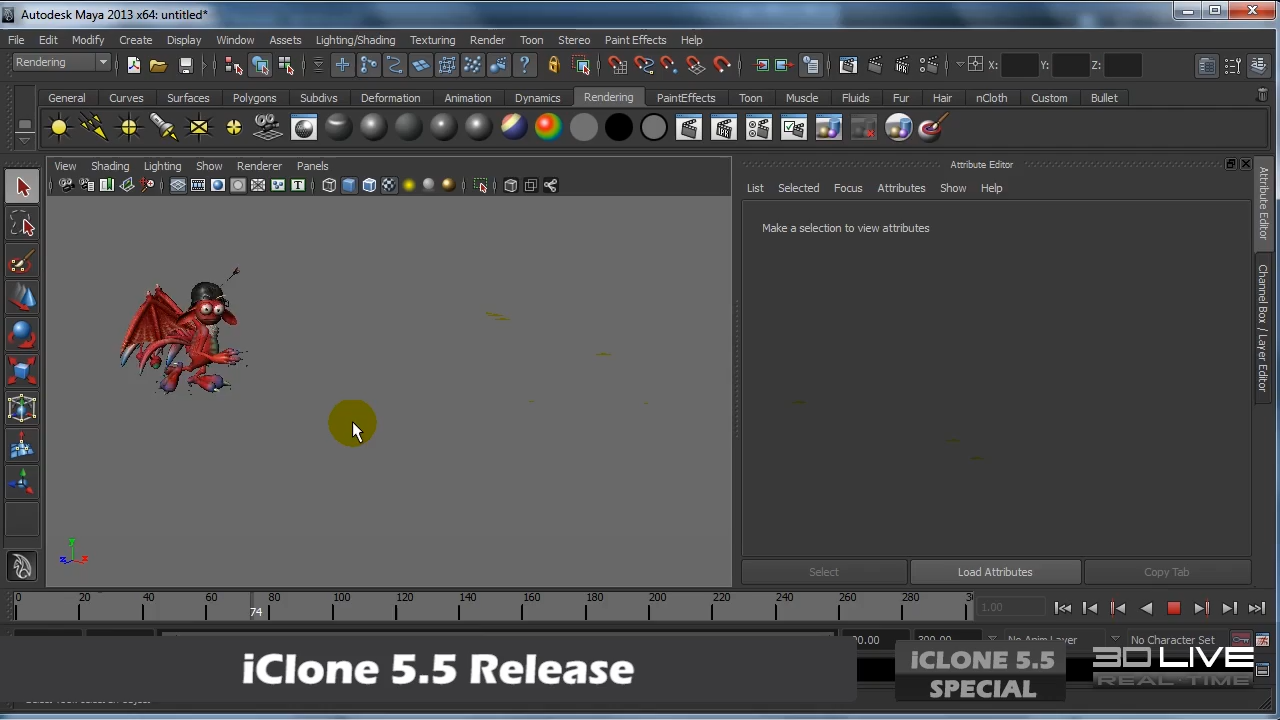 Autodesk Maya 2013 x64: untitled*
File Edit Modify Create Display Window Assets Lighting/Shading Texturing Render Toon Stereo Paint Effects Help
Rendering X: Y: Z:
General Curves Surfaces Polygons Subdivs Deformation Animation Dynamics Rendering PaintEffects Toon Muscle Fluids Fur Hair nCloth Custom Bullet
View Shading Lighting Show Renderer Panels
Attribute Editor
List Selected Focus Attributes Show Help
Make a selection to view attributes
Attribute Editor
Channel Box / Layer Editor
y
z x
Select Load Attributes Copy Tab
0 20 40 60 80 100 120 140 160 180 200 220 240 260 280
74
1.00
300.00 No Anim Layer No Character Set
iClone 5.5 Release
iCLONE 5.5
SPECIAL
3D LIVE
REAL-TIME